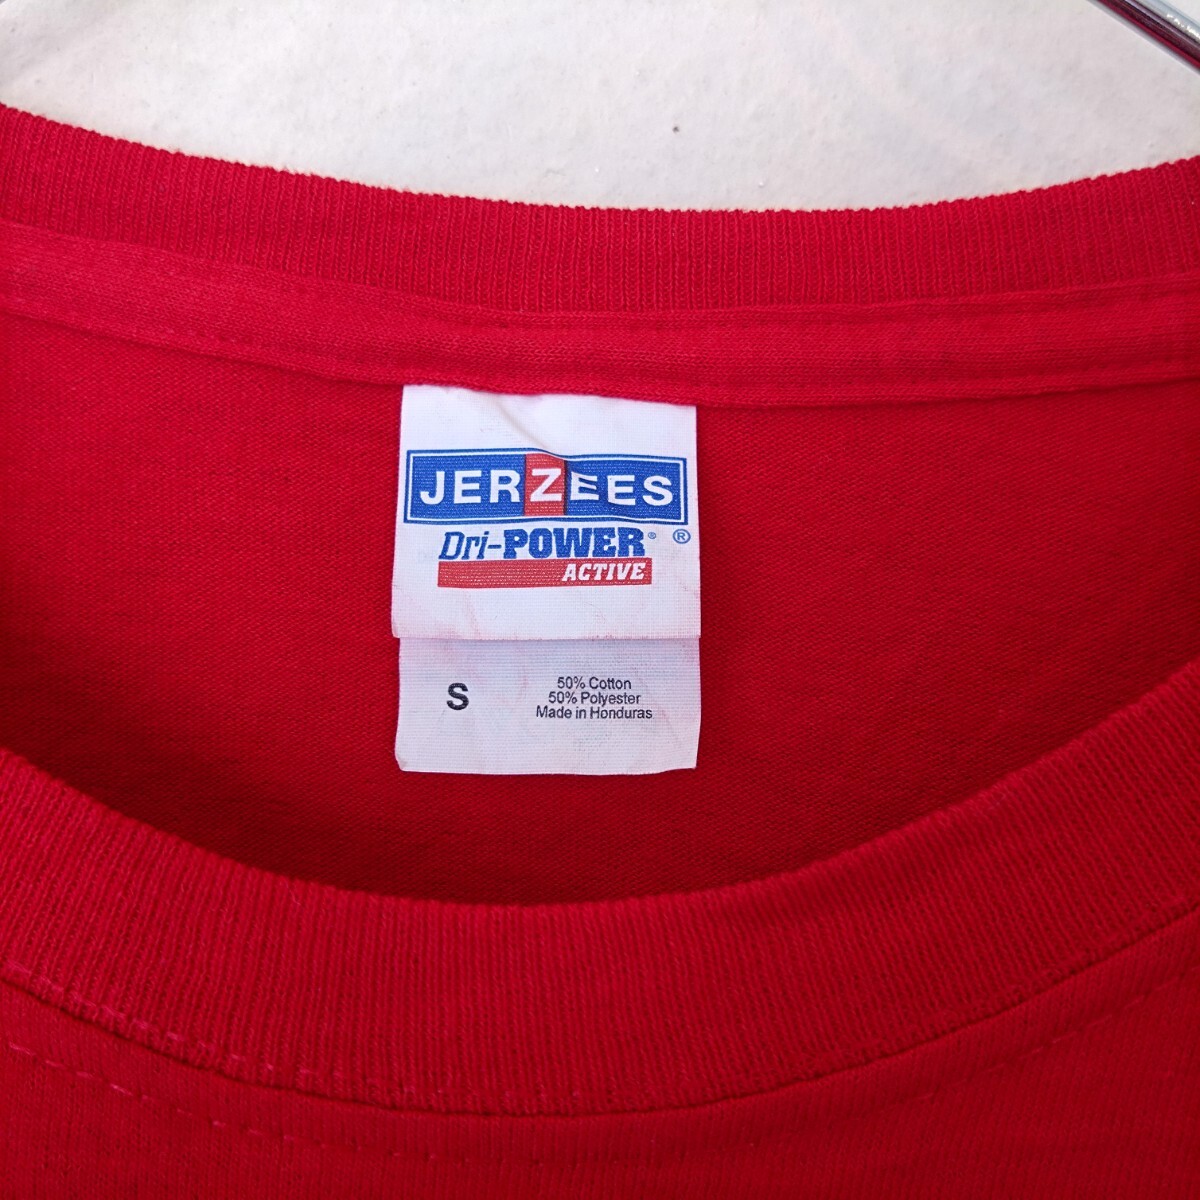 JERZEES
Dri-POWER® ®
ACTIVE
S
50% Cotton
50% Polyester
Made in Honduras